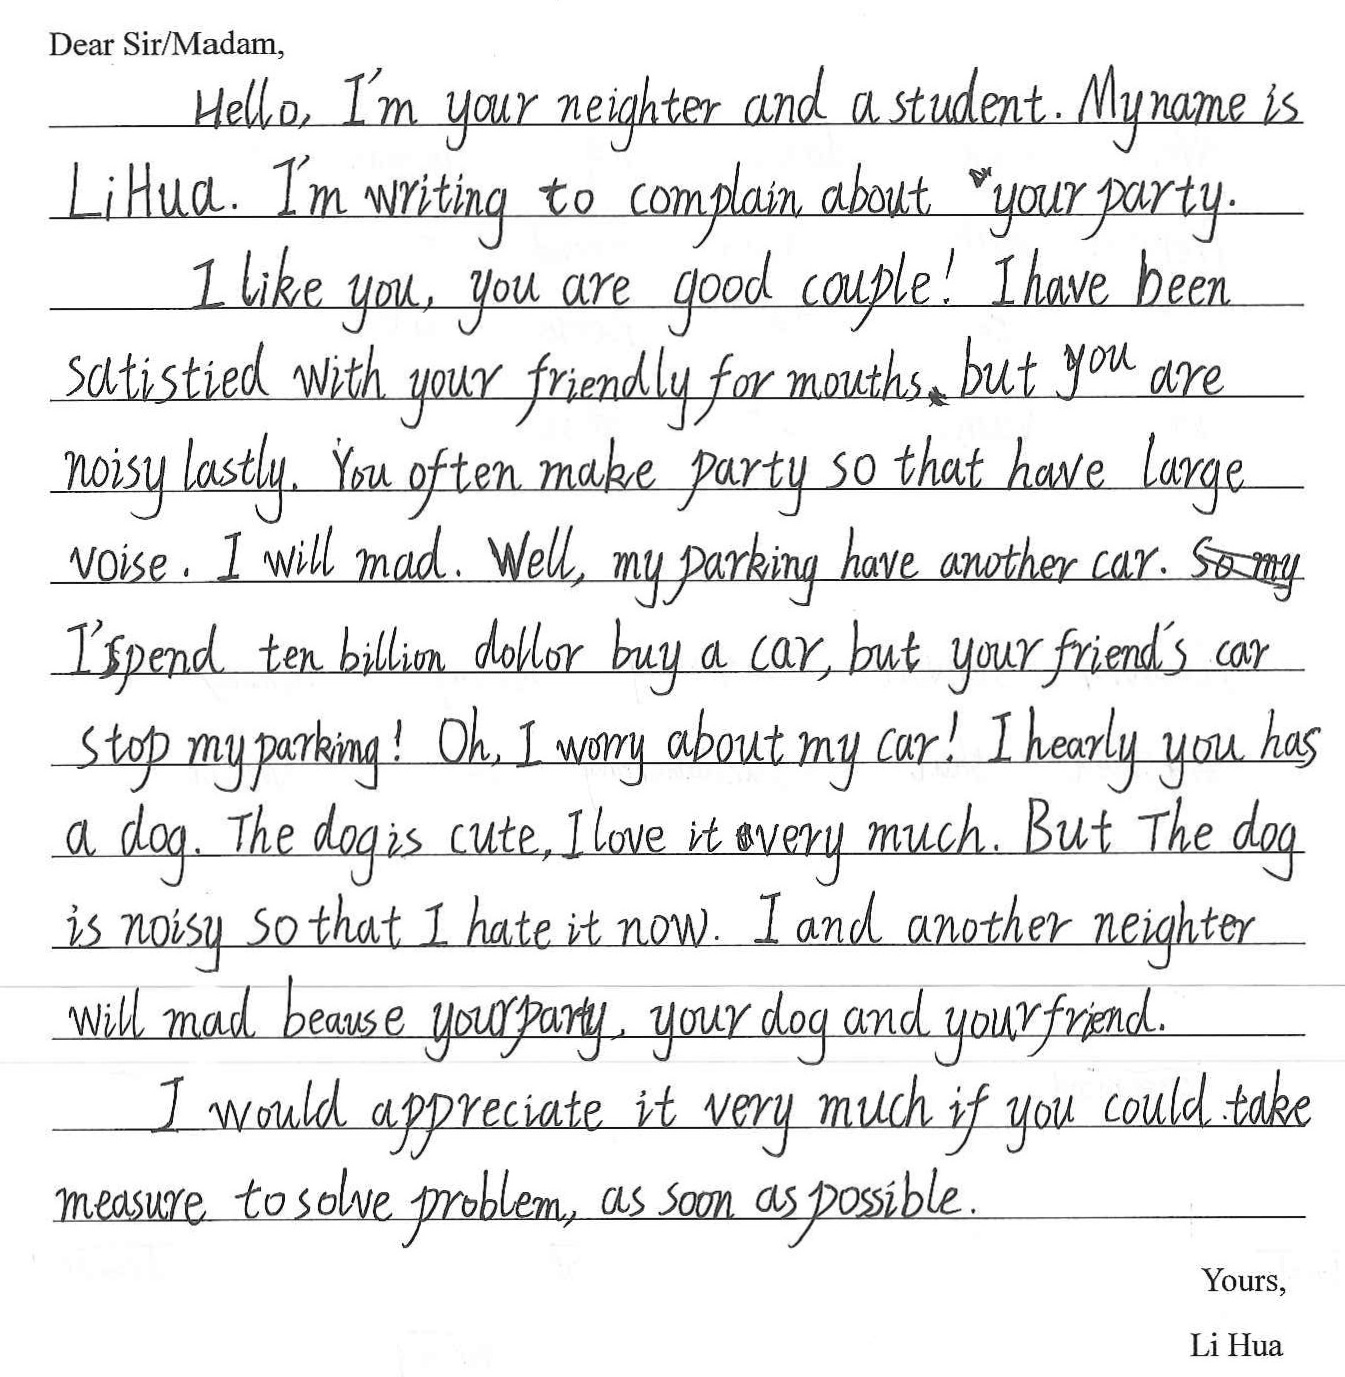 Dear Sir/Madam,
Hello, I'm your neighter and a student. My name is
Li Hua. I'm writing to complain about your party.
I like you, you are good couple! I have been
satistied with your friendly for mouths, but you are
noisy lastly. You often make party so that have large
voise. I will mad. Well, my parking have another car. So my
I'spend ten billion dollor buy a car, but your friend's car
stop my parking! Oh, I worry about my car! I hearly you has
a dog. The dog is cute, I love it very much. But The dog
is noisy so that I hate it now. I and another neighter
will mad beause your party, your dog and your friend.
I would appreciate it very much if you could take
measure to solve problem, as soon as possible.
Yours,
Li Hua